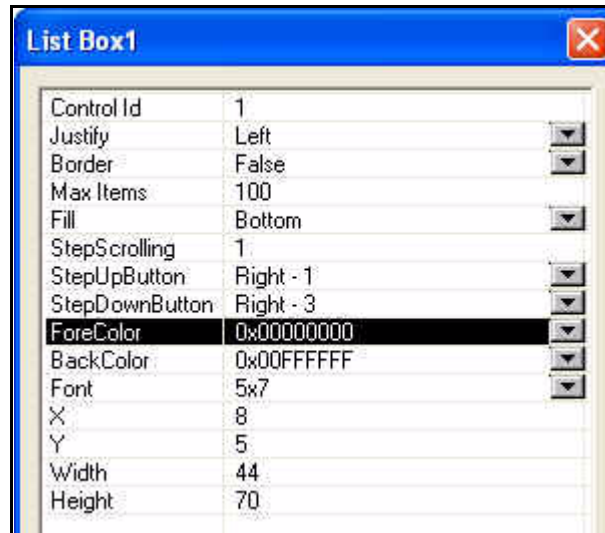 List Box1
Control Id 1
Justify Left
Border False
Max Items 100
Fill Bottom
StepScrolling 1
StepUpButton Right - 1
StepDownButton Right - 3
ForeColor 0x00000000
BackColor 0x00FFFFFF
Font 5x7
X 8
Y 5
Width 44
Height 70